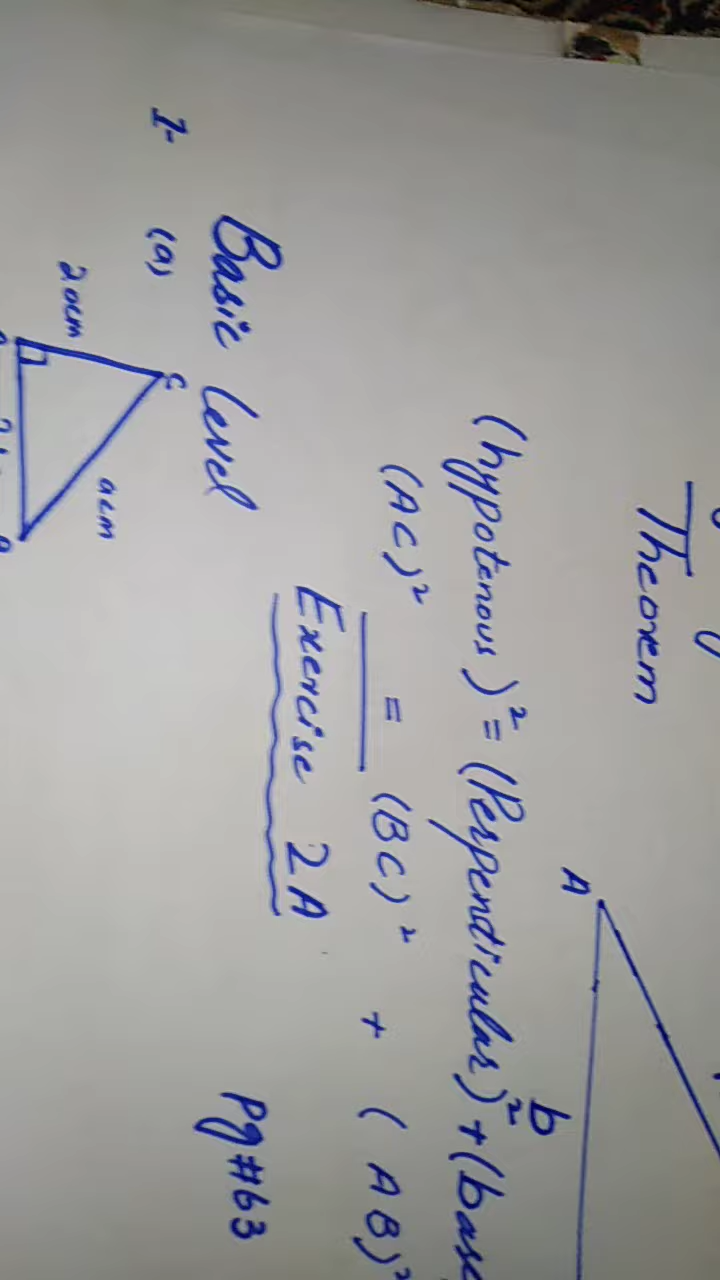 Theorem
A
b
(hypotenous)² = (Perpendicular)² + (base
(AC)² = (BC)² + (AB)²
Exercise 2A
Pg#63
Basic Level
1- (a)
C
20cm
acm